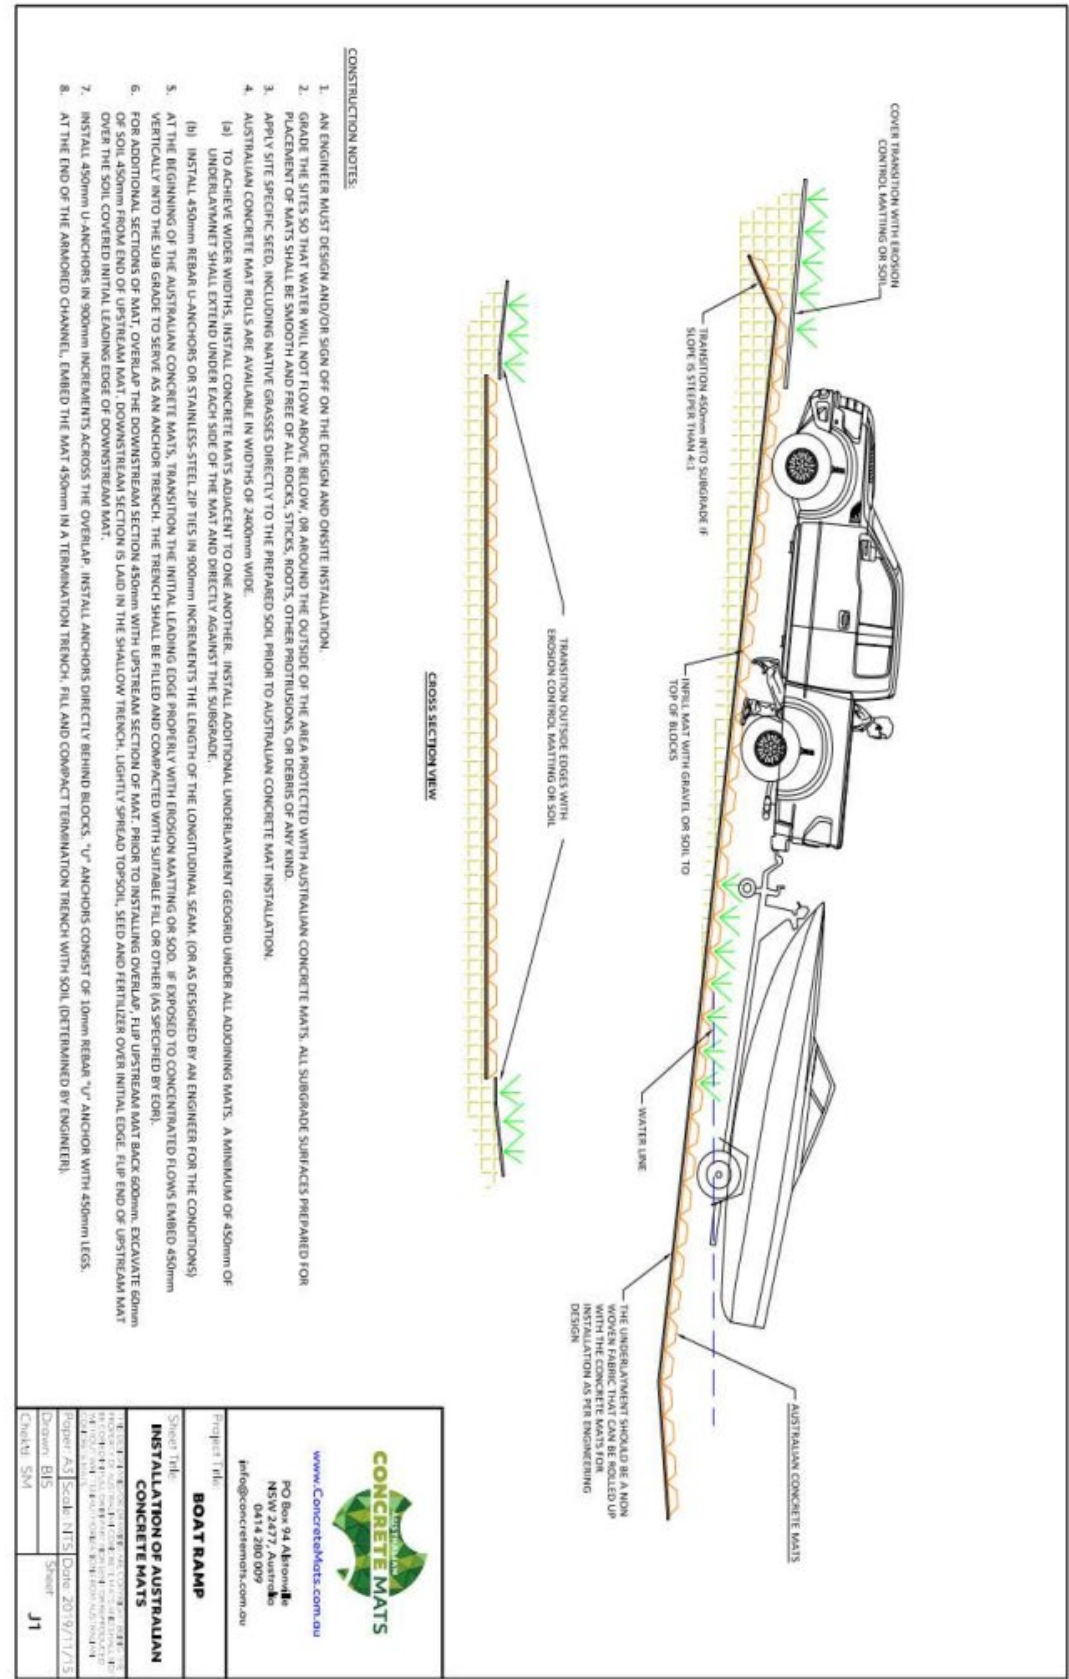 COVER TRANSITION WITH EROSION
CONTROL MATTING OR SOIL
TRANSITION 450mm INTO SUBGRADE IF
SLOPE IS STEEPER THAN 4:1
INFILL MAT WITH GRAVEL OR SOIL TO
TOP OF BLOCKS
WATER LINE
THE UNDERLAYMENT SHOULD BE A NON
WOVEN FABRIC THAT CAN BE ROLLED UP
WITH THE CONCRETE MATS FOR
INSTALLATION AS PER ENGINEERING
DESIGN
AUSTRALIAN CONCRETE MATS
TRANSITION OUTSIDE EDGES WITH
EROSION CONTROL MATTING OR SOIL
CROSS SECTION VIEW
CONSTRUCTION NOTES:
1. AN ENGINEER MUST DESIGN AND/OR SIGN OFF ON THE DESIGN AND ONSITE INSTALLATION.
2. GRADE THE SITES SO THAT WATER WILL NOT FLOW ABOVE, BELOW, OR AROUND THE OUTSIDE OF THE AREA PROTECTED WITH AUSTRALIAN CONCRETE MATS. ALL SUBGRADE SURFACES PREPARED FOR
PLACEMENT OF MATS SHALL BE SMOOTH AND FREE OF ALL ROCKS, STICKS, ROOTS, OTHER PROTRUSIONS, OR DEBRIS OF ANY KIND.
3. APPLY SITE SPECIFIC SEED, INCLUDING NATIVE GRASSES DIRECTLY TO THE PREPARED SOIL PRIOR TO AUSTRALIAN CONCRETE MAT INSTALLATION.
4. AUSTRALIAN CONCRETE MAT ROLLS ARE AVAILABLE IN WIDTHS OF 2400mm WIDE.
(a) TO ACHIEVE WIDER WIDTHS, INSTALL CONCRETE MATS ADJACENT TO ONE ANOTHER. INSTALL ADDITIONAL UNDERLAYMENT GEOGRID UNDER ALL ADJOINING MATS. A MINIMUM OF 450mm OF
UNDERLAYMNET SHALL EXTEND UNDER EACH SIDE OF THE MAT AND DIRECTLY AGAINST THE SUBGRADE.
(b) INSTALL 450mm REBAR U-ANCHORS OR STAINLESS-STEEL ZIP TIES IN 900mm INCREMENTS THE LENGTH OF THE LONGITUDINAL SEAM. (OR AS DESIGNED BY AN ENGINEER FOR THE CONDITIONS)
5. AT THE BEGINNING OF THE AUSTRALIAN CONCRETE MATS, TRANSITION THE INITIAL LEADING EDGE PROPERLY WITH EROSION MATTING OR SOD. IF EXPOSED TO CONCENTRATED FLOWS EMBED 450mm
VERTICALLY INTO THE SUB GRADE TO SERVE AS AN ANCHOR TRENCH. THE TRENCH SHALL BE FILLED AND COMPACTED WITH SUITABLE FILL OR OTHER (AS SPECIFIED BY EOR).
6. FOR ADDITIONAL SECTIONS OF MAT, OVERLAP THE DOWNSTREAM SECTION 450mm WITH UPSTREAM SECTION OF MAT. PRIOR TO INSTALLING OVERLAP, FLIP UPSTREAM MAT BACK 600mm. EXCAVATE 60mm
OF SOIL 450mm FROM END OF UPSTREAM MAT. DOWNSTREAM SECTION IS LAID IN THE SHALLOW TRENCH. LIGHTLY SPREAD TOPSOIL, SEED AND FERTILIZER OVER INITIAL EDGE. FLIP END OF UPSTREAM MAT
OVER THE SOIL COVERED INITIAL LEADING EDGE OF DOWNSTREAM MAT.
7. INSTALL 450mm U-ANCHORS IN 900mm INCREMENTS ACROSS THE OVERLAP. INSTALL ANCHORS DIRECTLY BEHIND BLOCKS. "U" ANCHORS CONSIST OF 10mm REBAR "U" ANCHOR WITH 450mm LEGS.
8. AT THE END OF THE ARMORED CHANNEL, EMBED THE MAT 450mm IN A TERMINATION TRENCH. FILL AND COMPACT TERMINATION TRENCH WITH SOIL (DETERMINED BY ENGINEER).
AUSTRALIAN
CONCRETE MATS
www.ConcreteMats.com.au
PO Box 94 Alstonville
NSW 2477, Australia
0414 280 009
info@concretemats.com.au
Project Title:
BOAT RAMP
Sheet Title:
INSTALLATION OF AUSTRALIAN
CONCRETE MATS
Paper: A3 Scale: NTS Date: 2019/11/15
Drawn: BIS
Chek'd: SM
Sheet:
J1